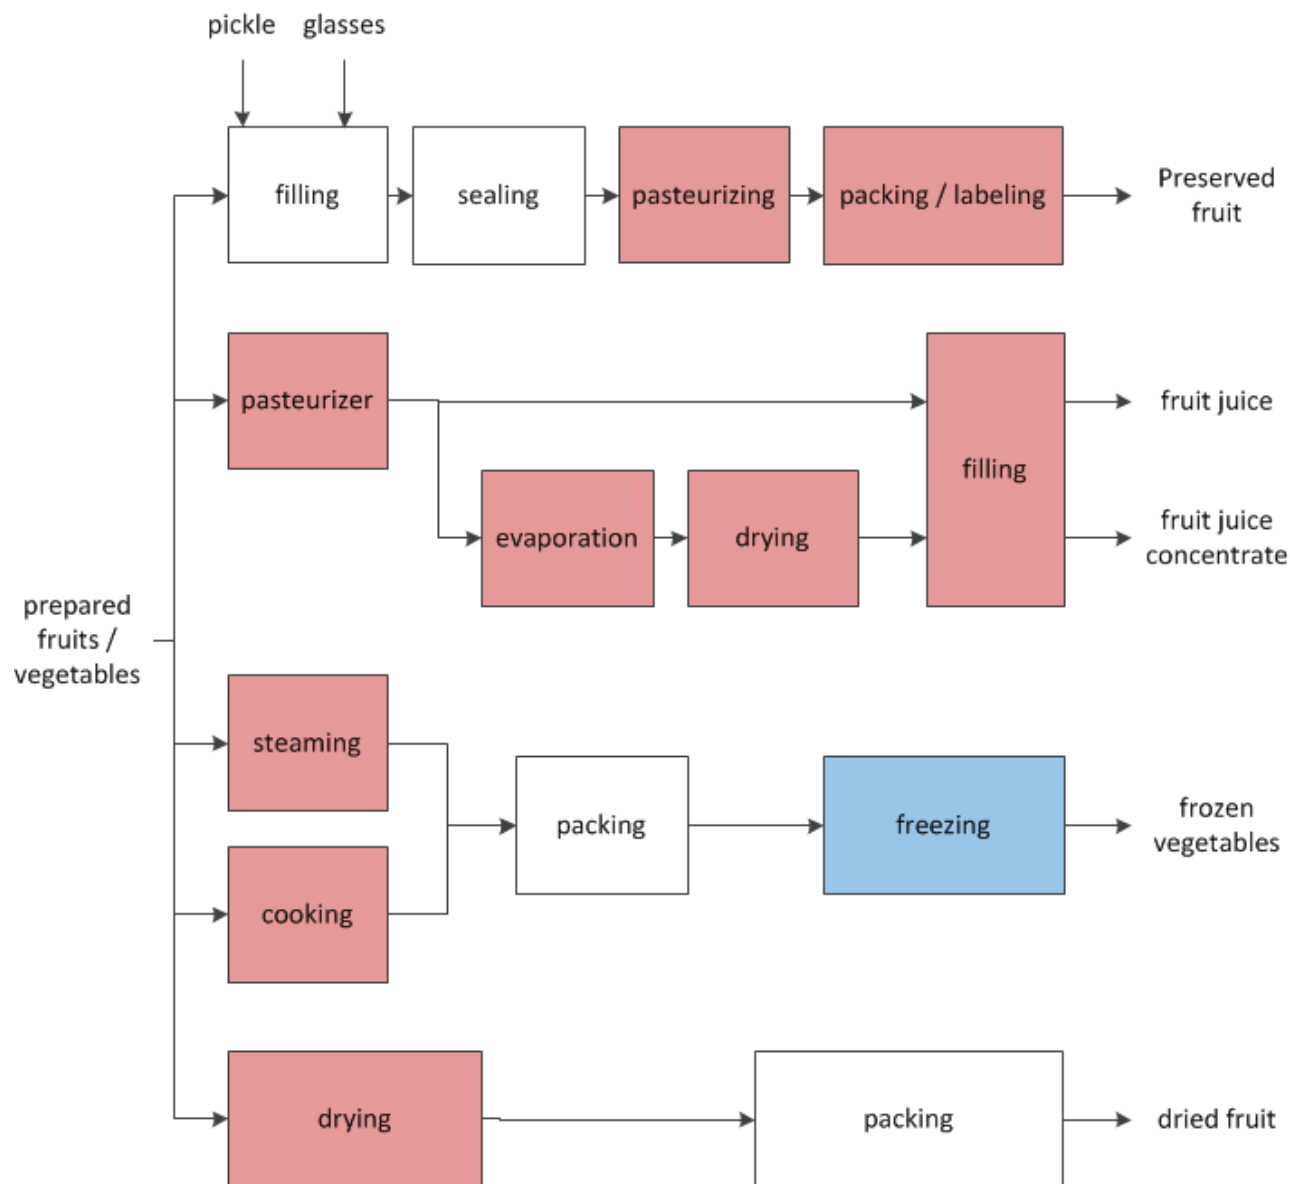 pickle glasses
filling
sealing
pasteurizing
packing / labeling
Preserved
fruit
pasteurizer
fruit juice
filling
evaporation
drying
fruit juice
concentrate
prepared
fruits /
vegetables
steaming
packing
freezing
frozen
vegetables
cooking
drying
packing
dried fruit